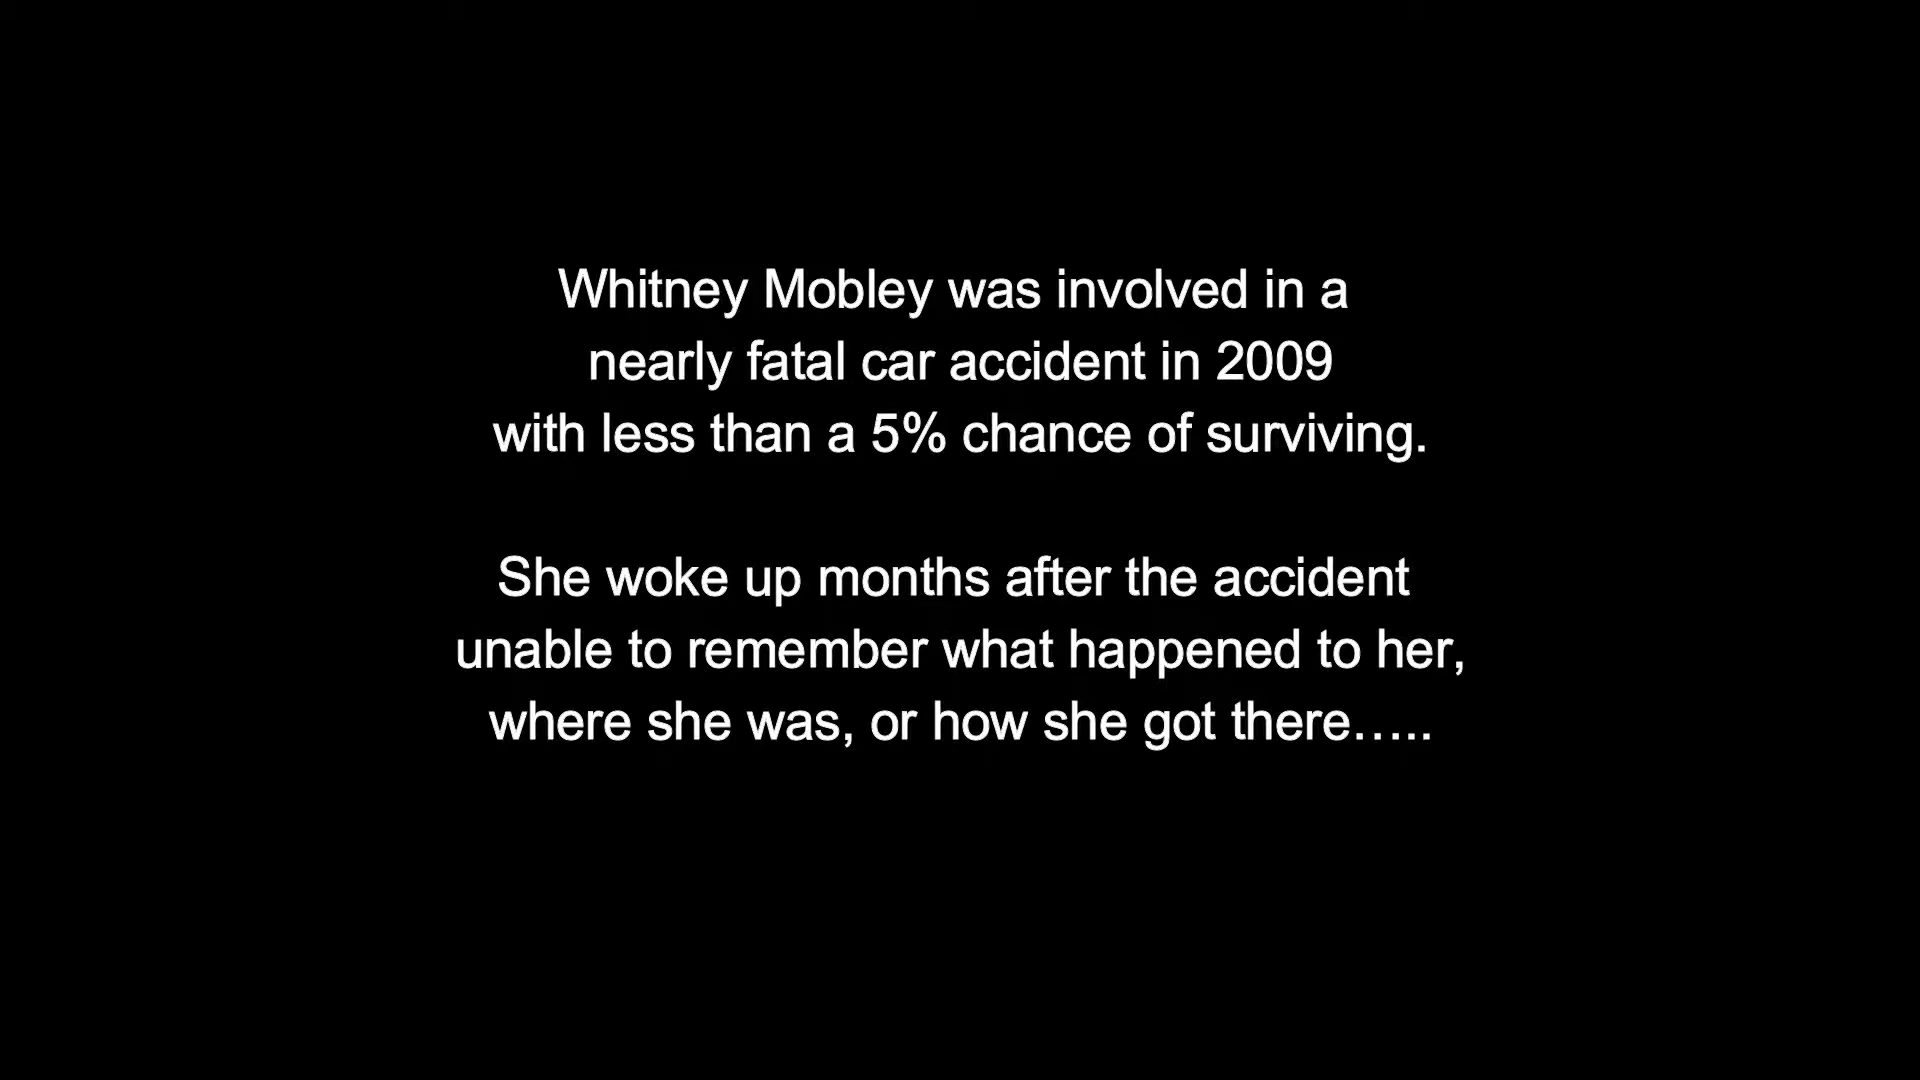 Whitney Mobley was involved in a
nearly fatal car accident in 2009
with less than a 5% chance of surviving.
She woke up months after the accident
unable to remember what happened to her,
where she was, or how she got there…..